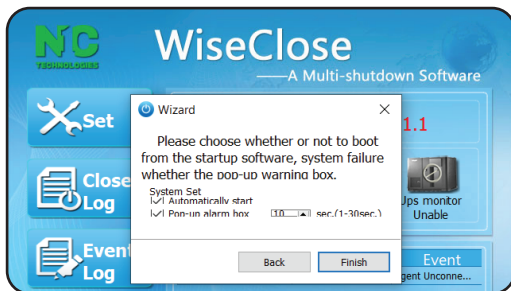 NC
TECHNOLOGIES
WiseClose
——A Multi-shutdown Software
Set
Close
Log
Event
Log
Wizard
Please choose whether or not to boot
from the startup software, system failure
whether the pop-up warning box.
System Set
Automatically start
Pop-up alarm box 10 sec.(1-30sec.)
Back Finish
1.1
Ups monitor
Unable
Event
gent Unconne...